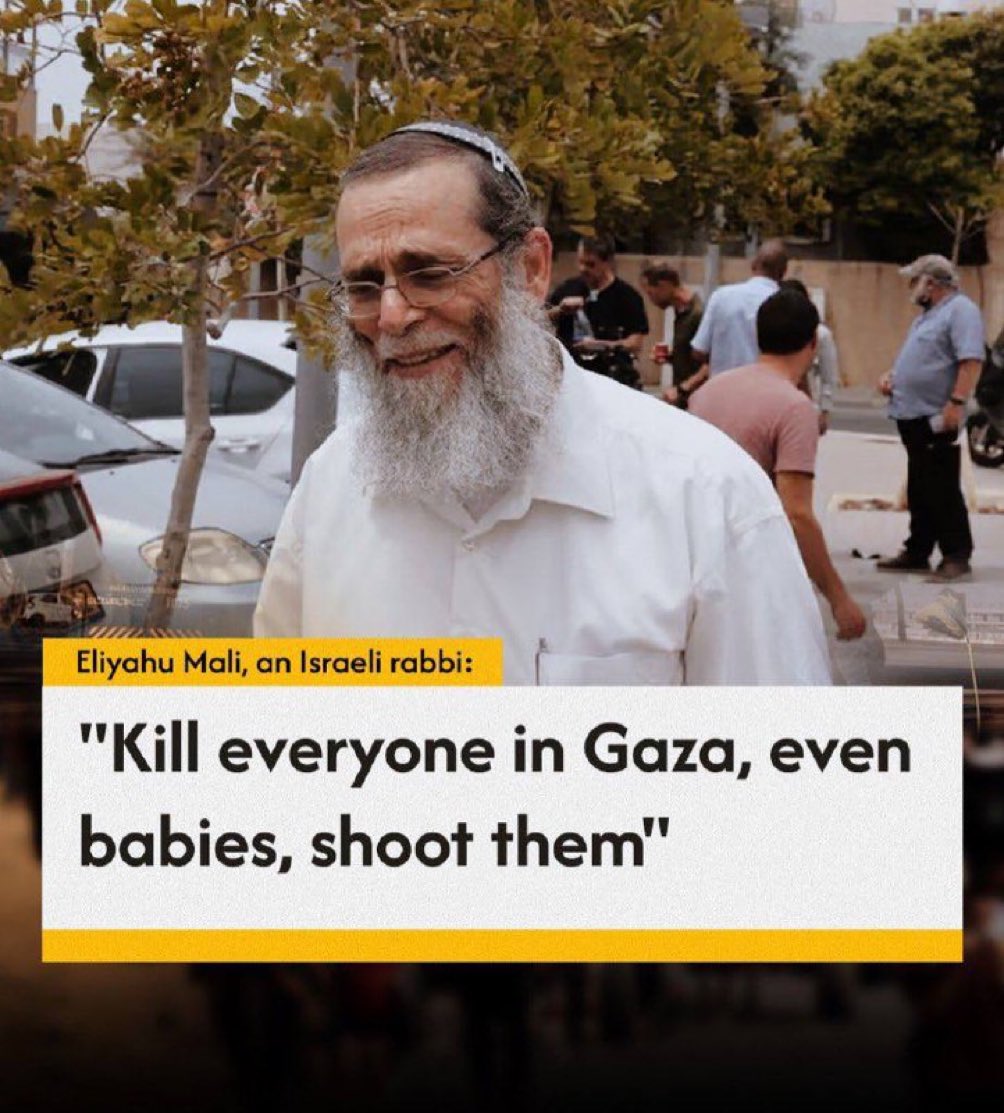 Eliyahu Mali, an Israeli rabbi:
"Kill everyone in Gaza, even
babies, shoot them"